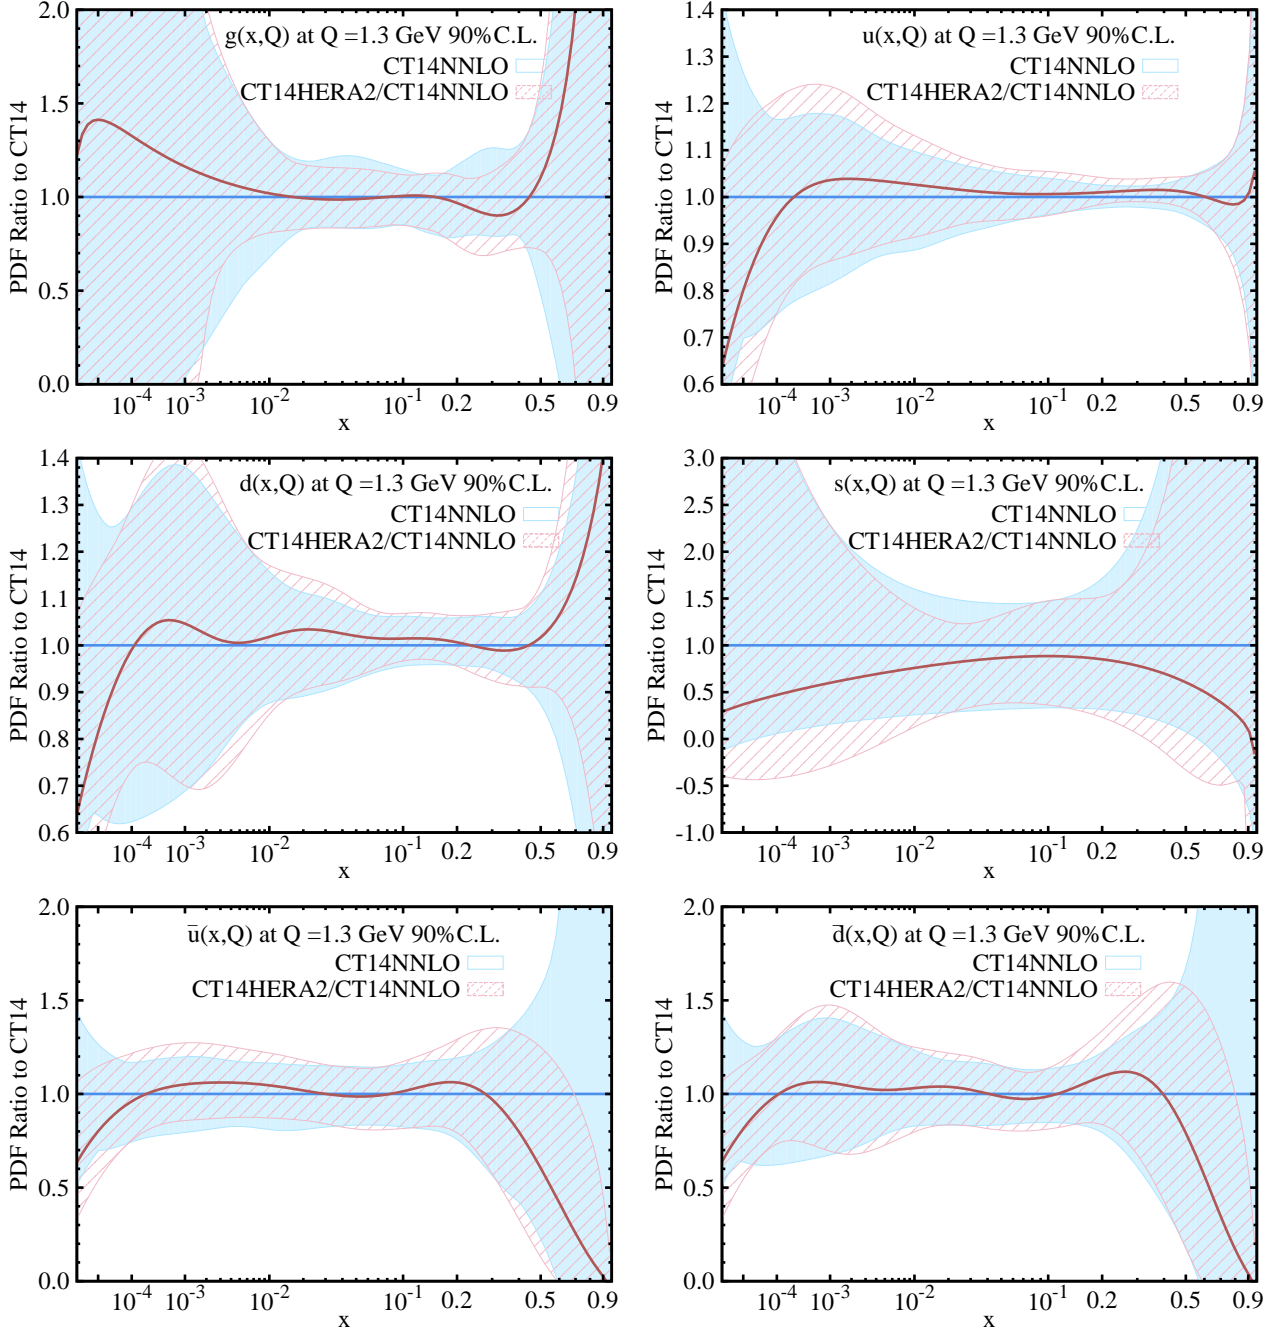 g(x,Q) at Q =1.3 GeV 90%C.L.
CT14NNLO
CT14HERA2/CT14NNLO
PDF Ratio to CT14
2.0
1.5
1.0
0.5
0.0
10-4 10-3 10-2 10-1 0.2 0.5 0.9
x
u(x,Q) at Q =1.3 GeV 90%C.L.
CT14NNLO
CT14HERA2/CT14NNLO
PDF Ratio to CT14
1.4
1.3
1.2
1.1
1.0
0.9
0.8
0.7
0.6
10-4 10-3 10-2 10-1 0.2 0.5 0.9
x
d(x,Q) at Q =1.3 GeV 90%C.L.
CT14NNLO
CT14HERA2/CT14NNLO
PDF Ratio to CT14
1.4
1.3
1.2
1.1
1.0
0.9
0.8
0.7
0.6
10-4 10-3 10-2 10-1 0.2 0.5 0.9
x
s(x,Q) at Q =1.3 GeV 90%C.L.
CT14NNLO
CT14HERA2/CT14NNLO
PDF Ratio to CT14
3.0
2.5
2.0
1.5
1.0
0.5
0.0
-0.5
-1.0
10-4 10-3 10-2 10-1 0.2 0.5 0.9
x
u̅(x,Q) at Q =1.3 GeV 90%C.L.
CT14NNLO
CT14HERA2/CT14NNLO
PDF Ratio to CT14
2.0
1.5
1.0
0.5
0.0
10-4 10-3 10-2 10-1 0.2 0.5 0.9
x
d̅(x,Q) at Q =1.3 GeV 90%C.L.
CT14NNLO
CT14HERA2/CT14NNLO
PDF Ratio to CT14
2.0
1.5
1.0
0.5
0.0
10-4 10-3 10-2 10-1 0.2 0.5 0.9
x